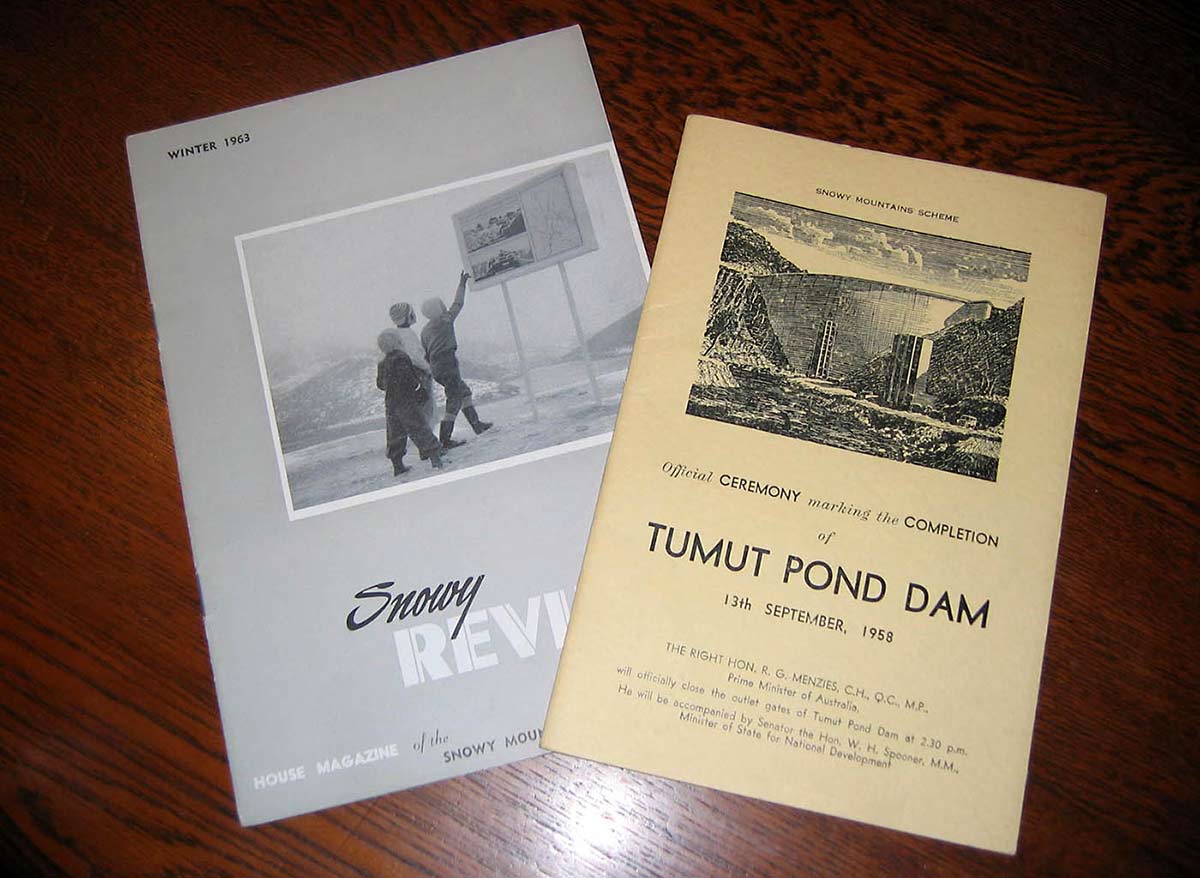 WINTER 1963
Snowy
REVI
HOUSE MAGAZINE of the SNOWY MOUN
SNOWY MOUNTAINS SCHEME
Official CEREMONY marking the COMPLETION
of
TUMUT POND DAM
13th SEPTEMBER, 1958
THE RIGHT HON. R. G. MENZIES, C.H., Q.C., M.P.,
Prime Minister of Australia,
will officially close the outlet gates of Tumut Pond Dam at 2.30 p.m.
He will be accompanied by Senator the Hon. W. H. Spooner, M.M.,
Minister of State for National Development